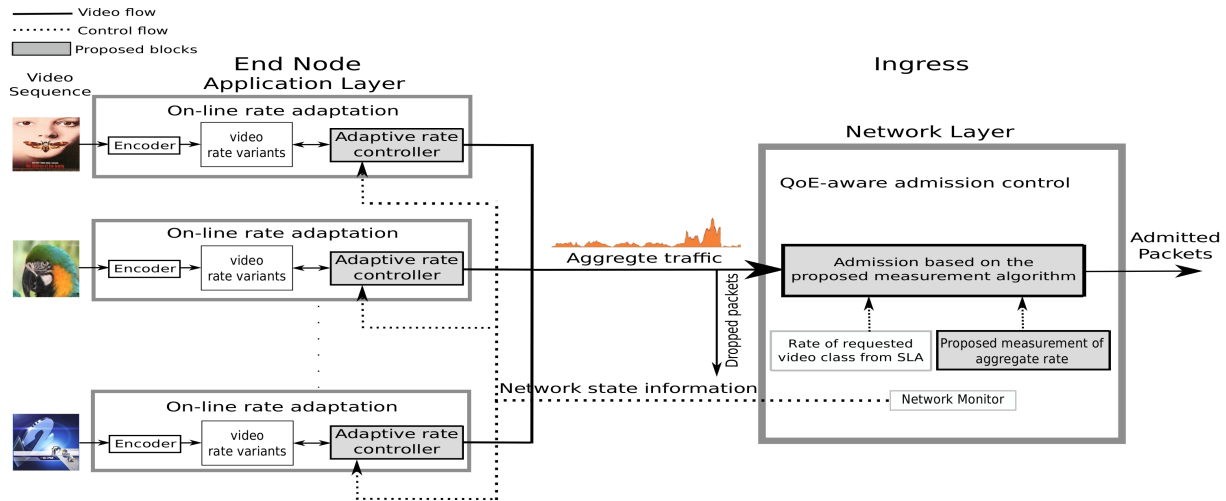 Video flow
Control flow
Proposed blocks
End Node
Application Layer
Ingress
Video
Sequence
On-line rate adaptation
Encoder
video
rate variants
Adaptive rate
controller
Network Layer
QoE-aware admission control
On-line rate adaptation
Encoder
video
rate variants
Adaptive rate
controller
Aggregte traffic
Dropped packets
Admission based on the
proposed measurement algorithm
Admitted
Packets
Rate of requested
video class from SLA
Proposed measurement of
aggregate rate
Network state information
Network Monitor
On-line rate adaptation
Encoder
video
rate variants
Adaptive rate
controller